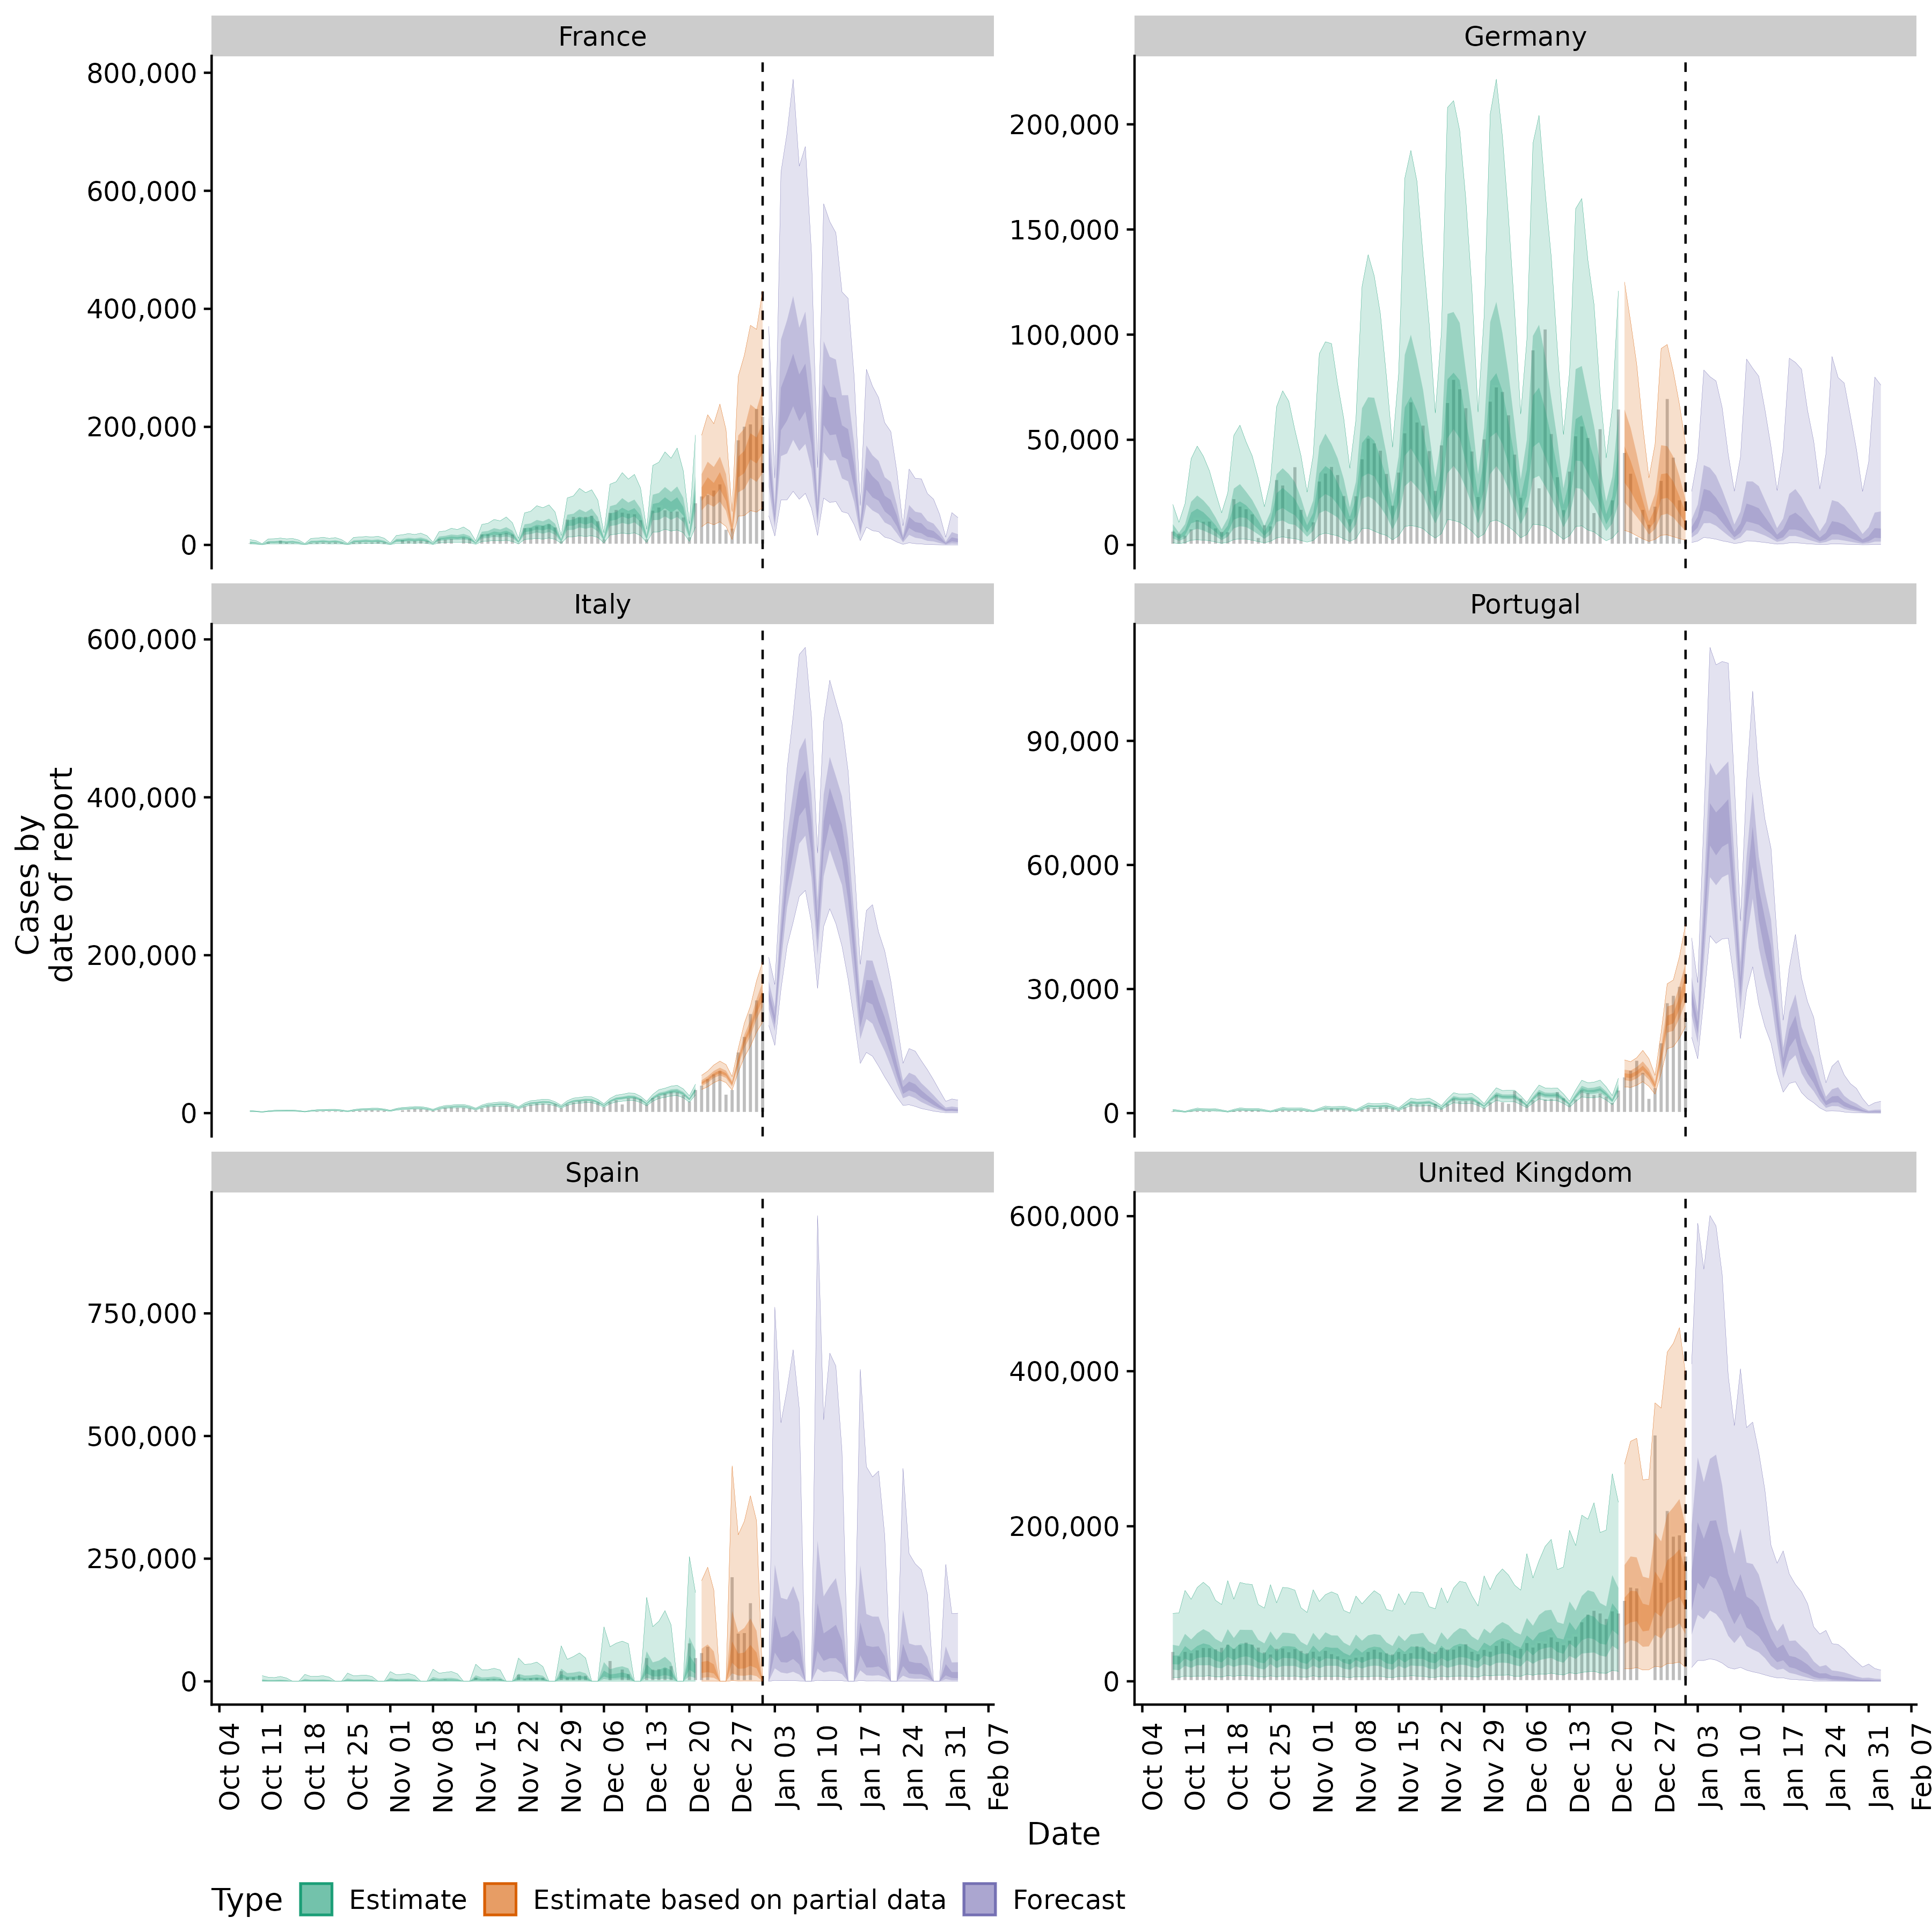 France
Germany
800,000
600,000
400,000
200,000
0
200,000
150,000
100,000
50,000
0
Italy
Portugal
600,000
400,000
200,000
0
90,000
60,000
30,000
0
Cases by
date of report
Spain
United Kingdom
750,000
500,000
250,000
0
600,000
400,000
200,000
0
Oct 04 Oct 11 Oct 18 Oct 25 Nov 01 Nov 08 Nov 15 Nov 22 Nov 29 Dec 06 Dec 13 Dec 20 Dec 27 Jan 03 Jan 10 Jan 17 Jan 24 Jan 31 Feb 07
Oct 04 Oct 11 Oct 18 Oct 25 Nov 01 Nov 08 Nov 15 Nov 22 Nov 29 Dec 06 Dec 13 Dec 20 Dec 27 Jan 03 Jan 10 Jan 17 Jan 24 Jan 31 Feb 07
Date
Type Estimate Estimate based on partial data Forecast